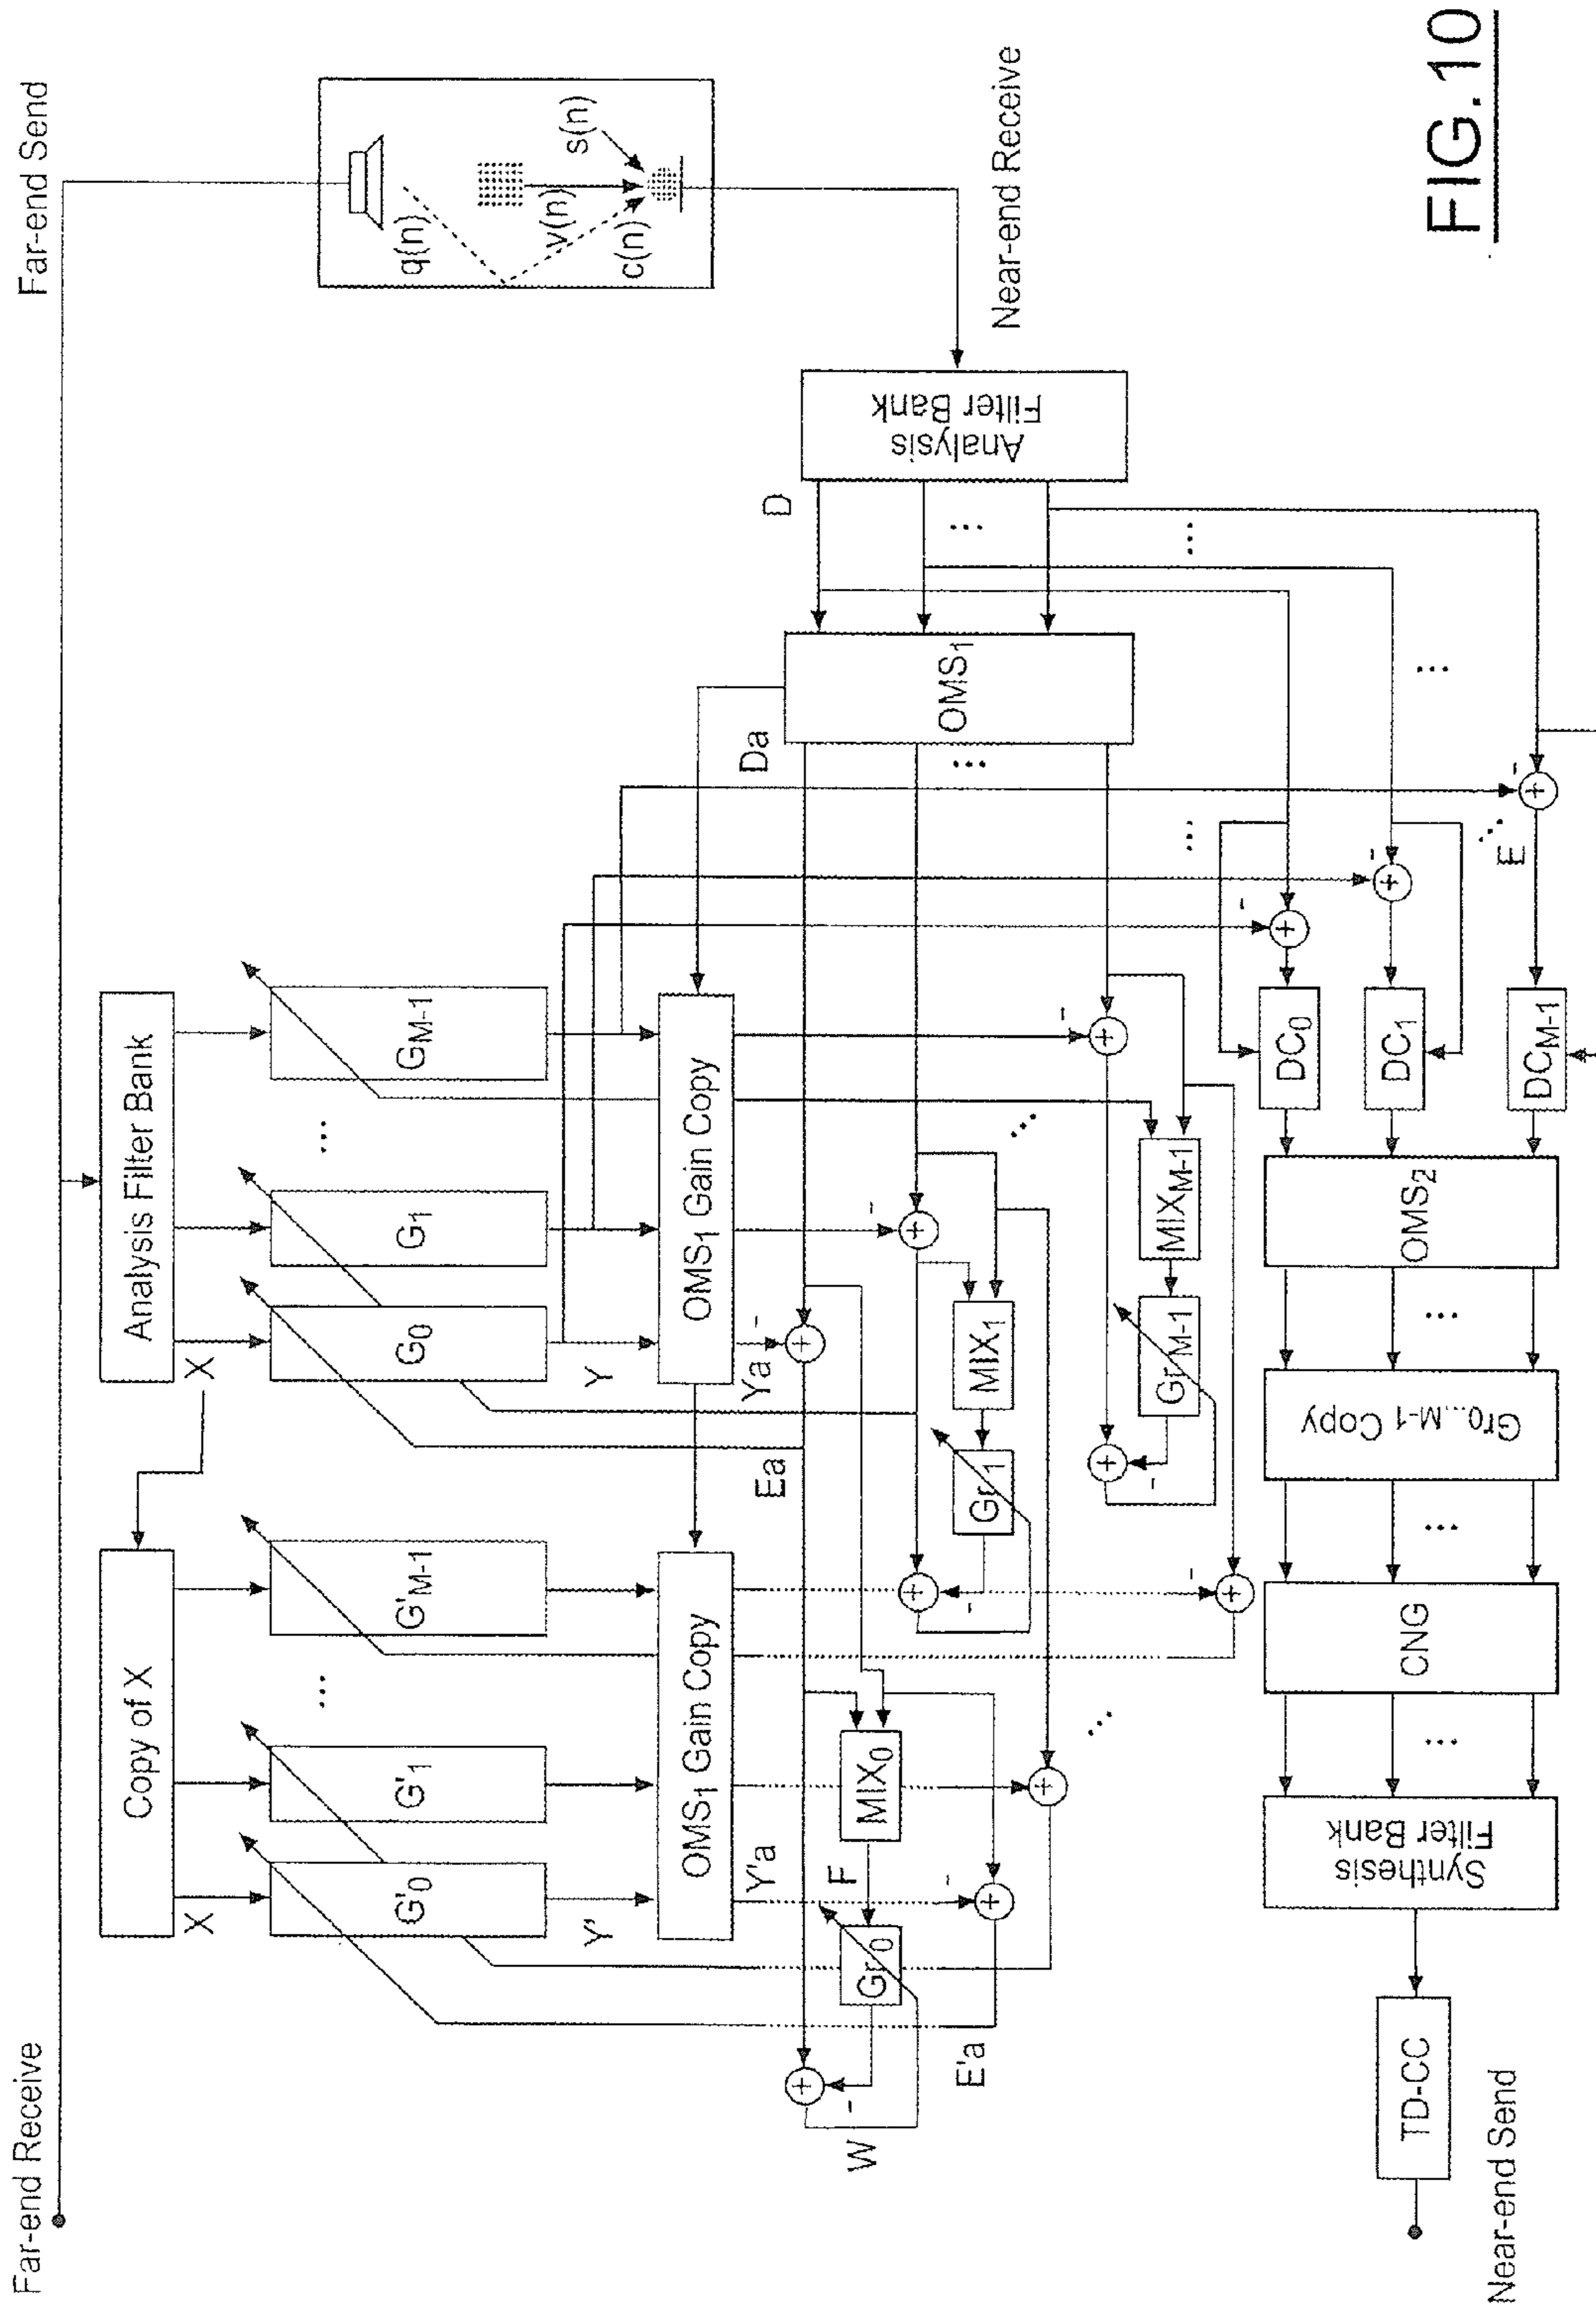 Far-end Receive
Far-end Send
Analysis Filter Bank
Copy of X
X
X
X
G'0
G'1
...
G'M-1
G0
G1
...
GM-1
Y'
Y
OMS1 Gain Copy
OMS1 Gain Copy
Y'a
Ya
Ea
Da
D
q(n)
v(n)
s(n)
c(n)
Near-end Receive
Analysis
Filter Bank
...
OMS1
...
+
-
+
-
+
-
W
+
-
Gr0
F
MIX0
+
-
E'a
+
+
-
Gr1
MIX1
...
+
-
Gr M-1
MIXM-1
...
+
-
+
-
+
-
+
-
...
...
...
...
E
DC0
DC1
DCM-1
OMS2
...
Gr0...M-1 Copy
...
CNG
...
Synthesis
Filter Bank
TD-CC
Near-end Send
FIG.10